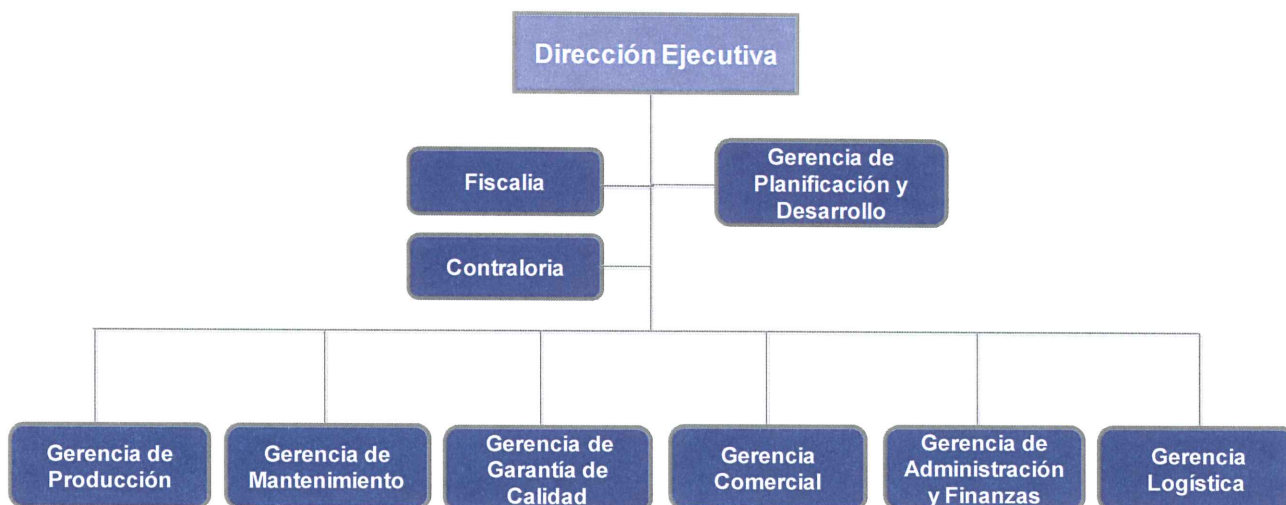 Dirección Ejecutiva
Fiscalia
Gerencia de
Planificación y
Desarrollo
Contraloria
Gerencia de
Producción
Gerencia de
Mantenimiento
Gerencia de
Garantía de
Calidad
Gerencia
Comercial
Gerencia de
Administración
y Finanzas
Gerencia
Logística